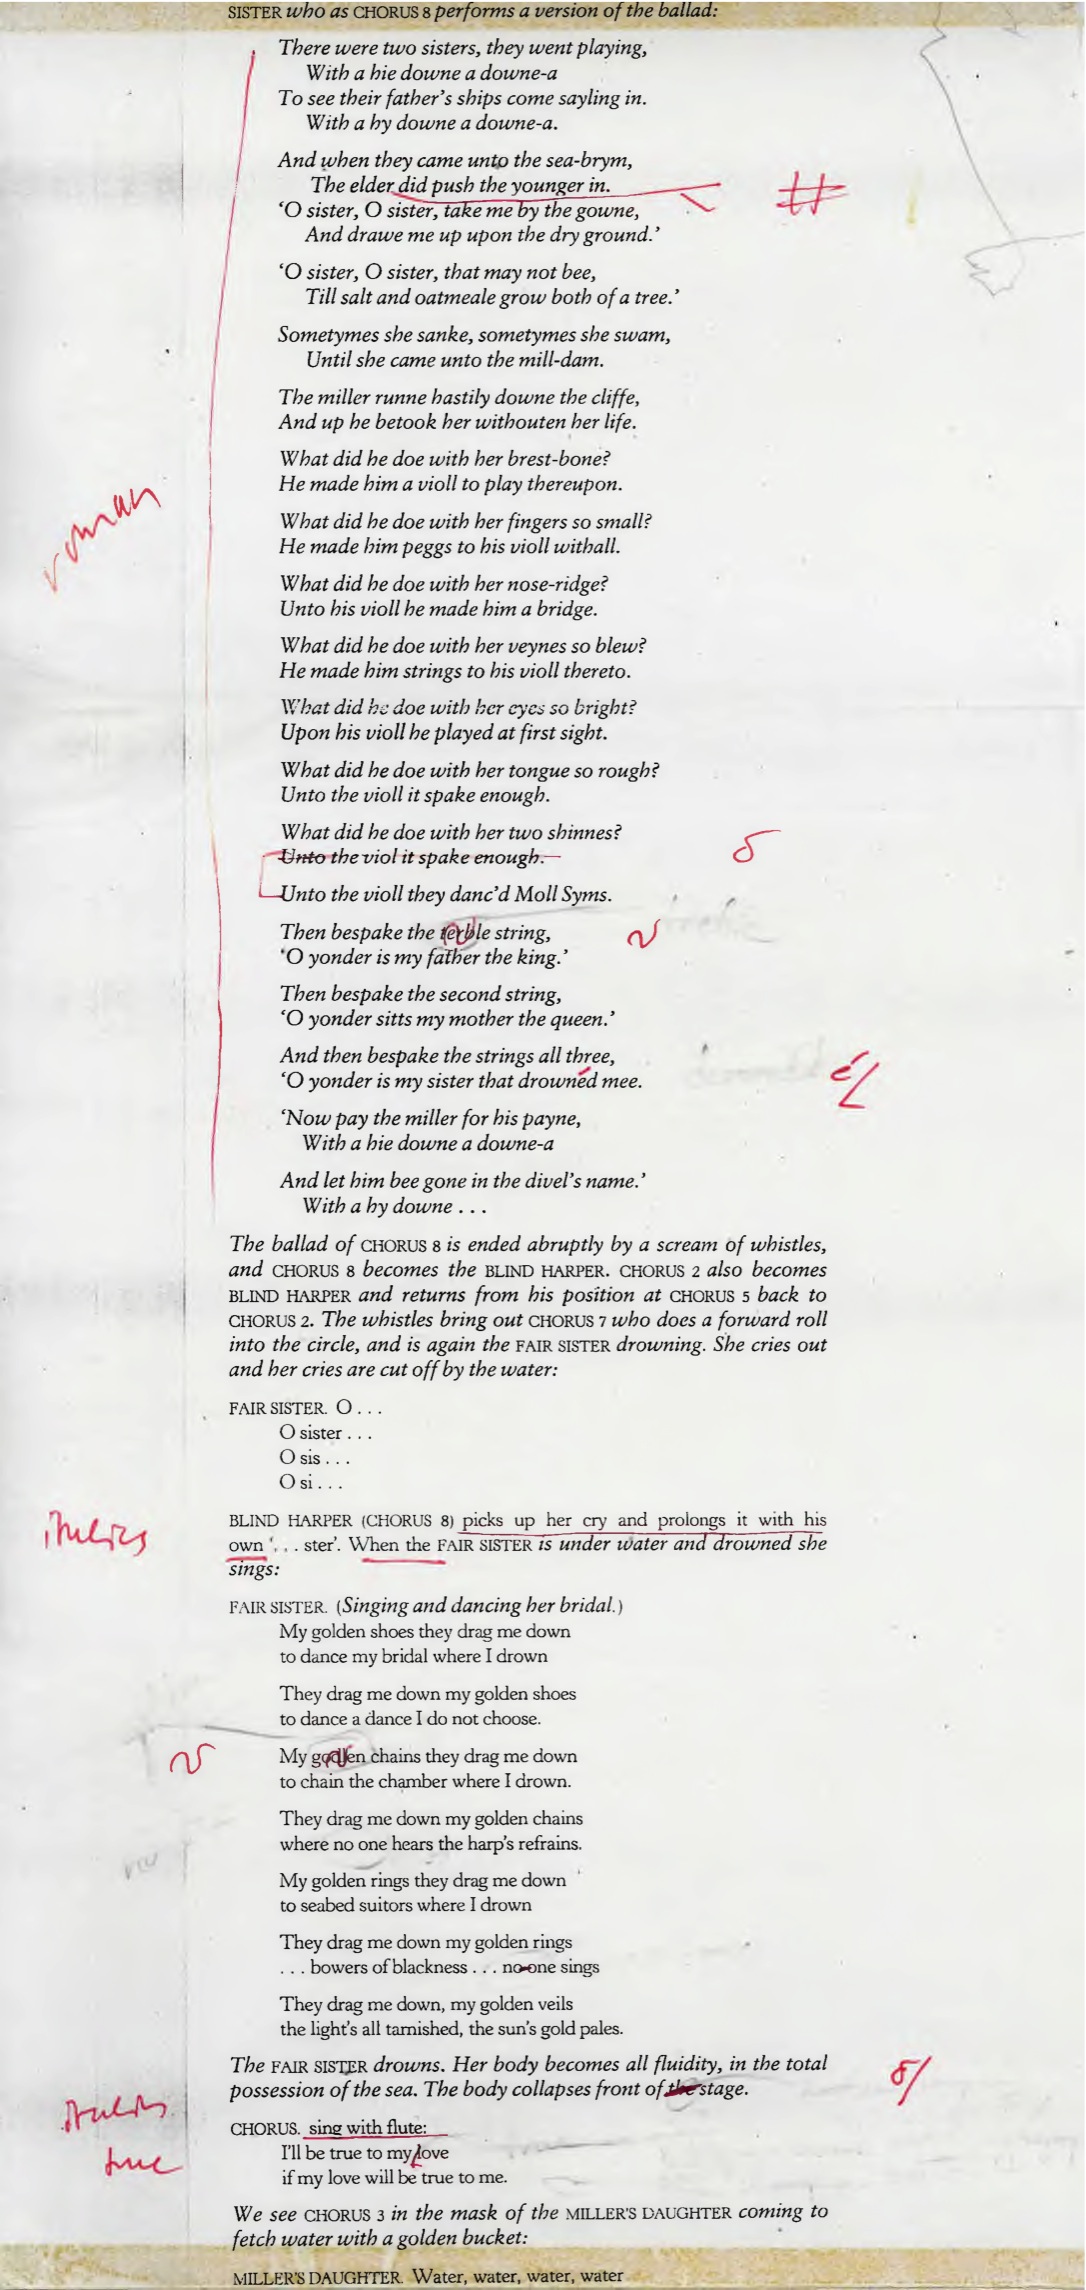 SISTER who as CHORUS 8 performs a version of the ballad:
There were two sisters, they went playing,
With a hie downe a downe-a
To see their father's ships come sayling in.
With a hy downe a downe-a.
And when they came unto the sea-brym,
The elder did push the younger in. #
'O sister, O sister, take me by the gowne,
And drawe me up upon the dry ground.'
'O sister, O sister, that may not bee,
Till salt and oatmeale grow both of a tree.'
Sometymes she sanke, sometymes she swam,
Until she came unto the mill-dam.
The miller runne hastily downe the cliffe,
And up he betook her withouten her life.
What did he doe with her brest-bone?
He made him a violl to play thereupon.
roman
What did he doe with her fingers so small?
He made him peggs to his violl withall.
What did he doe with her nose-ridge?
Unto his violl he made him a bridge.
What did he doe with her veynes so blew?
He made him strings to his violl thereto.
What did he doe with her eyes so bright?
Upon his violl he played at first sight.
What did he doe with her tongue so rough?
Unto the violl it spake enough.
What did he doe with her two shinnes?
Unto the viol it spake enough.
Unto the violl they danc'd Moll Syms.
Then bespake the terble string,
'O yonder is my father the king.'
Then bespake the second string,
'O yonder sitts my mother the queen.'
And then bespake the strings all three,
'O yonder is my sister that drownéd mee. é/
'Now pay the miller for his payne,
With a hie downe a downe-a
And let him bee gone in the divel's name.'
With a hy downe . . .
The ballad of CHORUS 8 is ended abruptly by a scream of whistles,
and CHORUS 8 becomes the BLIND HARPER. CHORUS 2 also becomes
BLIND HARPER and returns from his position at CHORUS 5 back to
CHORUS 2. The whistles bring out CHORUS 7 who does a forward roll
into the circle, and is again the FAIR SISTER drowning. She cries out
and her cries are cut off by the water:
FAIR SISTER. O . . .
O sister . . .
O sis . . .
O si . . .
italics
BLIND HARPER (CHORUS 8) picks up her cry and prolongs it with his
own '. . . ster'. When the FAIR SISTER is under water and drowned she
sings:
FAIR SISTER. (Singing and dancing her bridal.)
My golden shoes they drag me down
to dance my bridal where I drown
They drag me down my golden shoes
to dance a dance I do not choose.
My godlen chains they drag me down
to chain the chamber where I drown.
They drag me down my golden chains
where no one hears the harp's refrains.
My golden rings they drag me down
to seabed suitors where I drown
They drag me down my golden rings
. . . bowers of blackness . . . no-one sings
They drag me down, my golden veils
the light's all tarnished, the sun's gold pales.
The FAIR SISTER drowns. Her body becomes all fluidity, in the total
possession of the sea. The body collapses front of the stage.
italics
CHORUS. sing with flute:
true
I'll be true to my love
if my love will be true to me.
We see CHORUS 3 in the mask of the MILLER'S DAUGHTER coming to
fetch water with a golden bucket:
MILLER'S DAUGHTER. Water, water, water, water